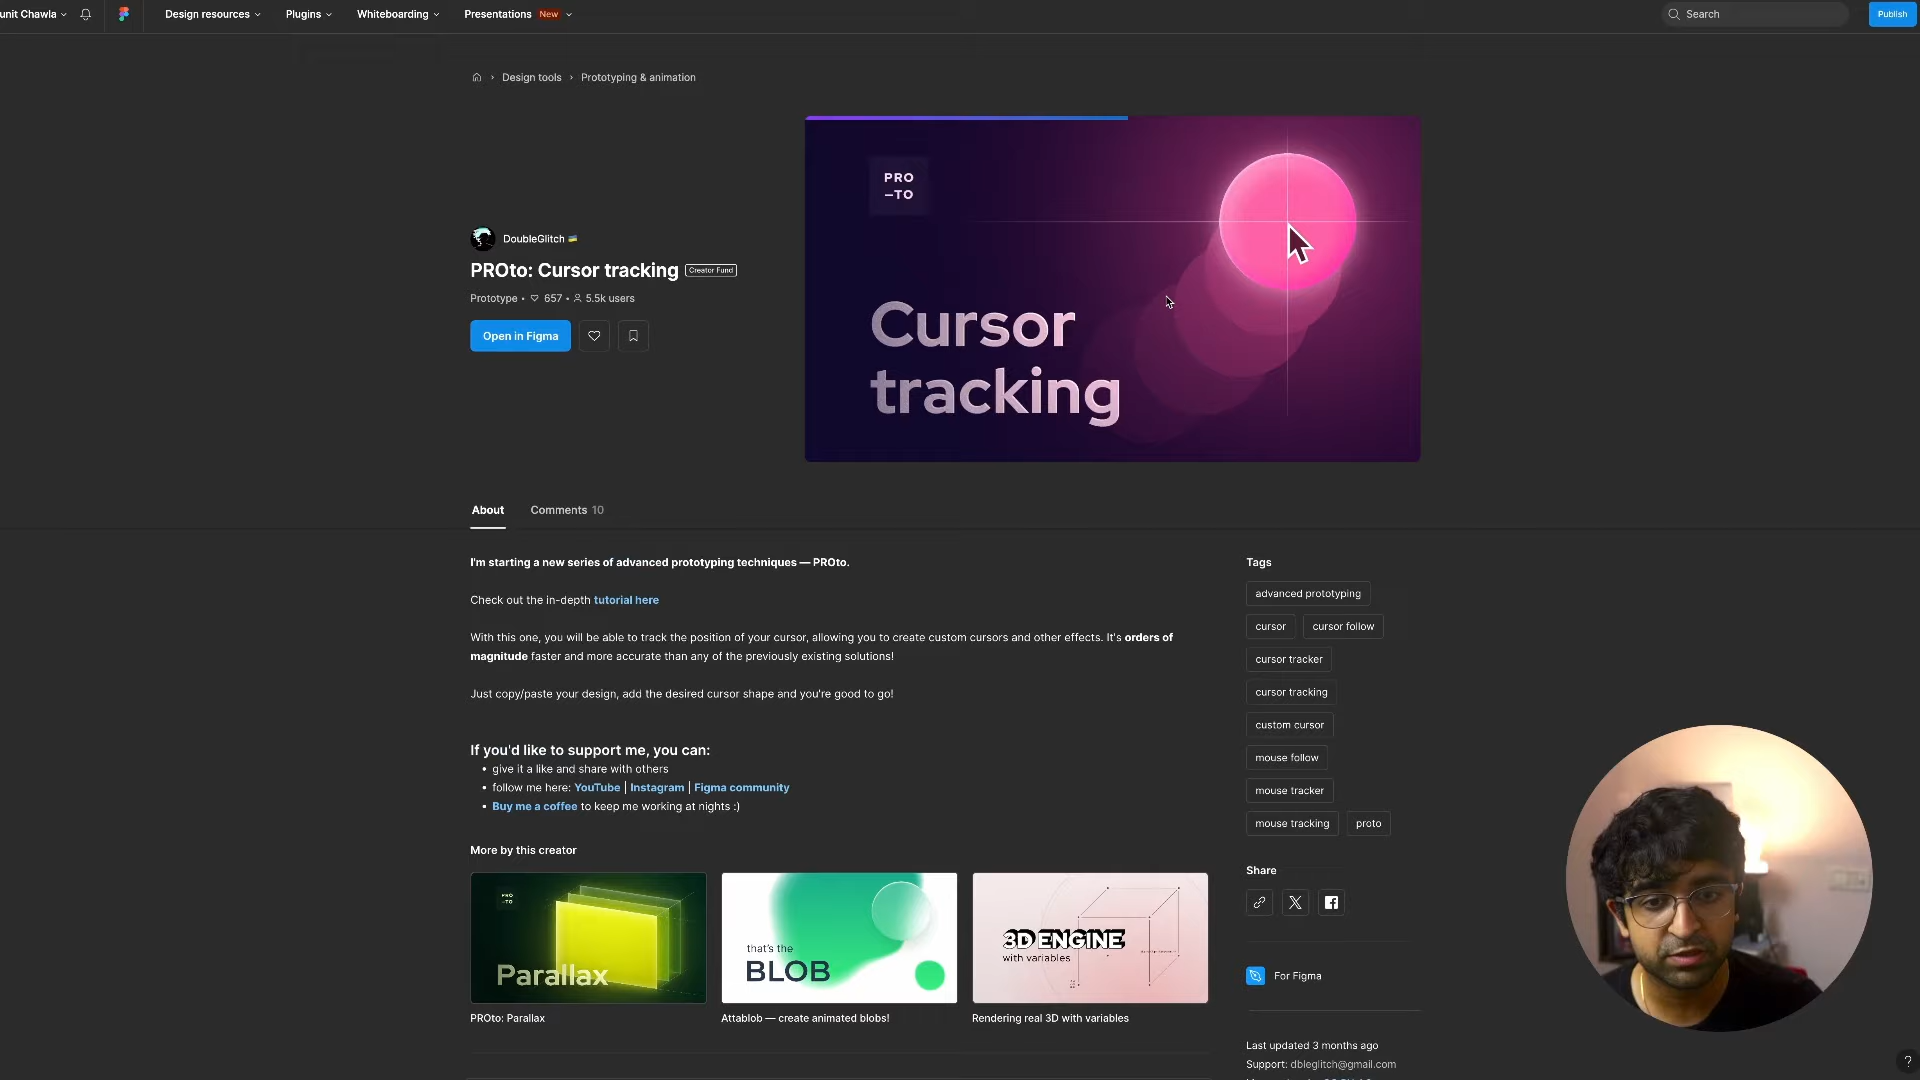 unit Chawla
Design resources
Plugins
Whiteboarding
Presentations New
Search
Publish
Design tools › Prototyping & animation
DoubleGlitch
PROto: Cursor tracking Creator Fund
Prototype • 657 • 5.5k users
Open in Figma
PRO
–TO
Cursor
tracking
About
Comments 10
I'm starting a new series of advanced prototyping techniques — PROto.
Check out the in-depth tutorial here
With this one, you will be able to track the position of your cursor, allowing you to create custom cursors and other effects. It's orders of
magnitude faster and more accurate than any of the previously existing solutions!
Just copy/paste your design, add the desired cursor shape and you're good to go!
If you'd like to support me, you can:
• give it a like and share with others
• follow me here: YouTube | Instagram | Figma community
• Buy me a coffee to keep me working at nights :)
More by this creator
PRO
–TO
Parallax
PROto: Parallax
that's the
BLOB
Attablob — create animated blobs!
3D ENGINE
with variables
Rendering real 3D with variables
Tags
advanced prototyping
cursor
cursor follow
cursor tracker
cursor tracking
custom cursor
mouse follow
mouse tracker
mouse tracking
proto
Share
For Figma
Last updated 3 months ago
Support: dbleglitch@gmail.com
?